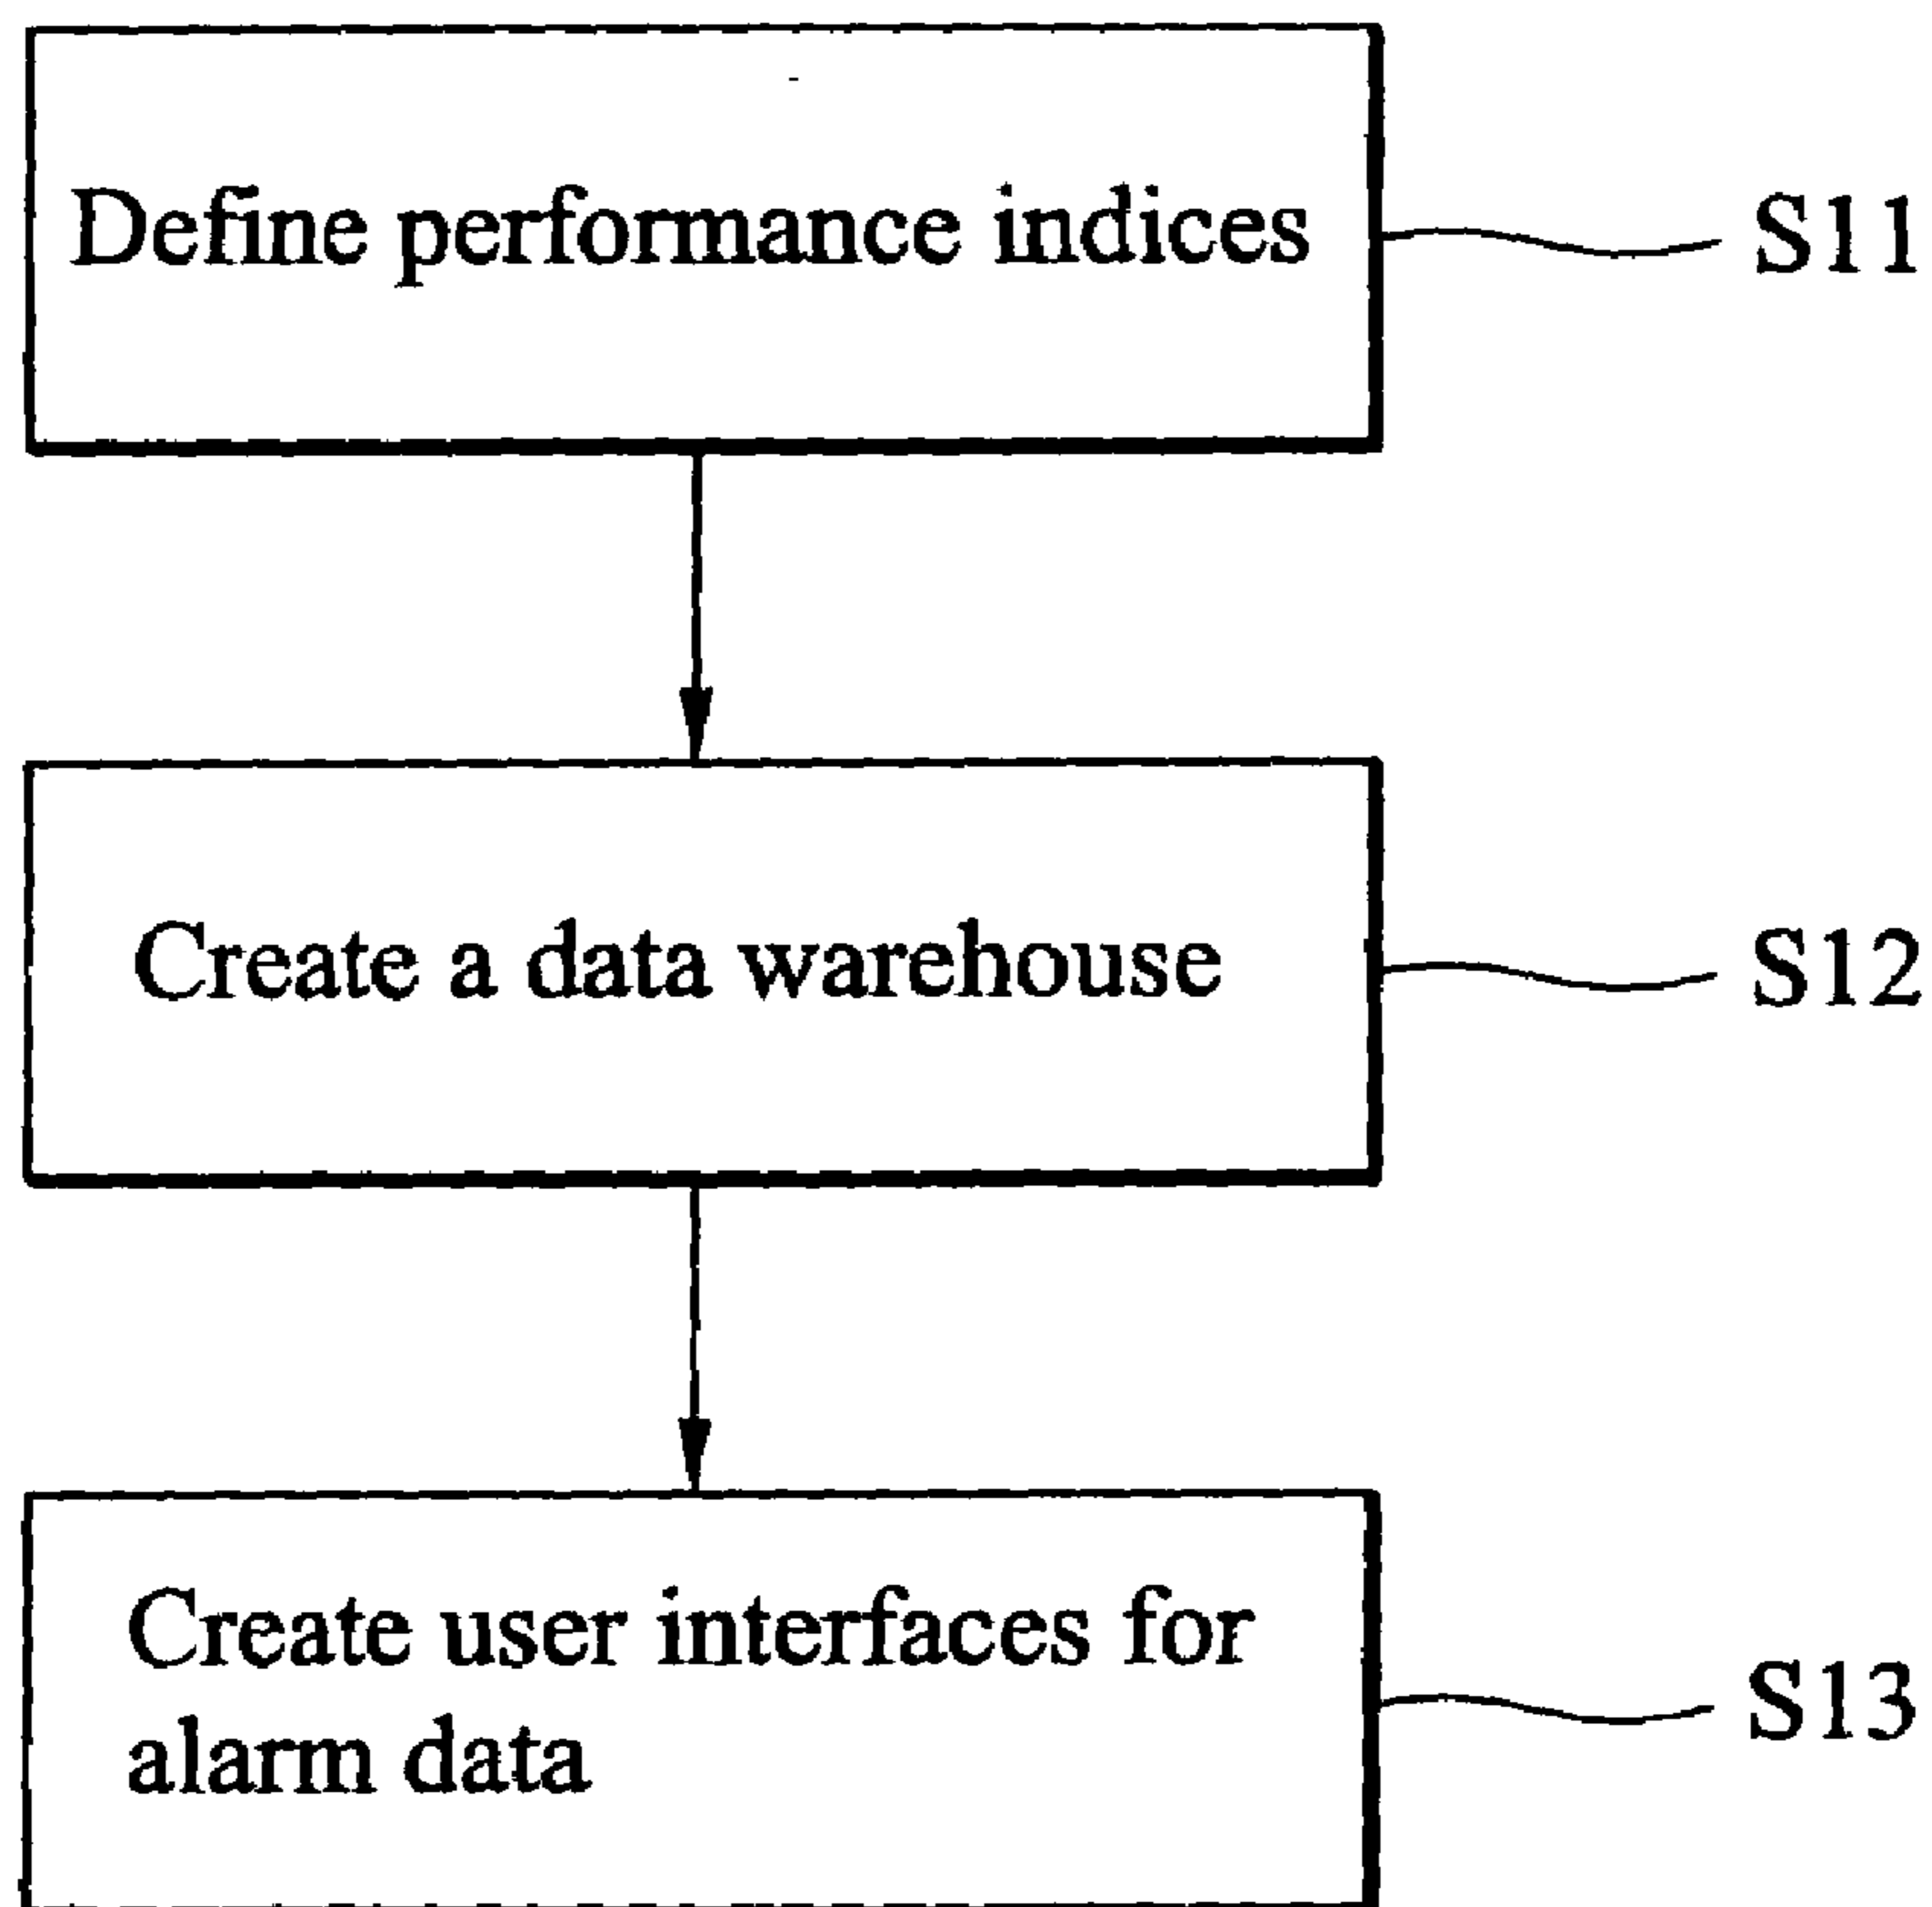 Define performance indices
S11
Create a data warehouse
S12
Create user interfaces for
alarm data
S13